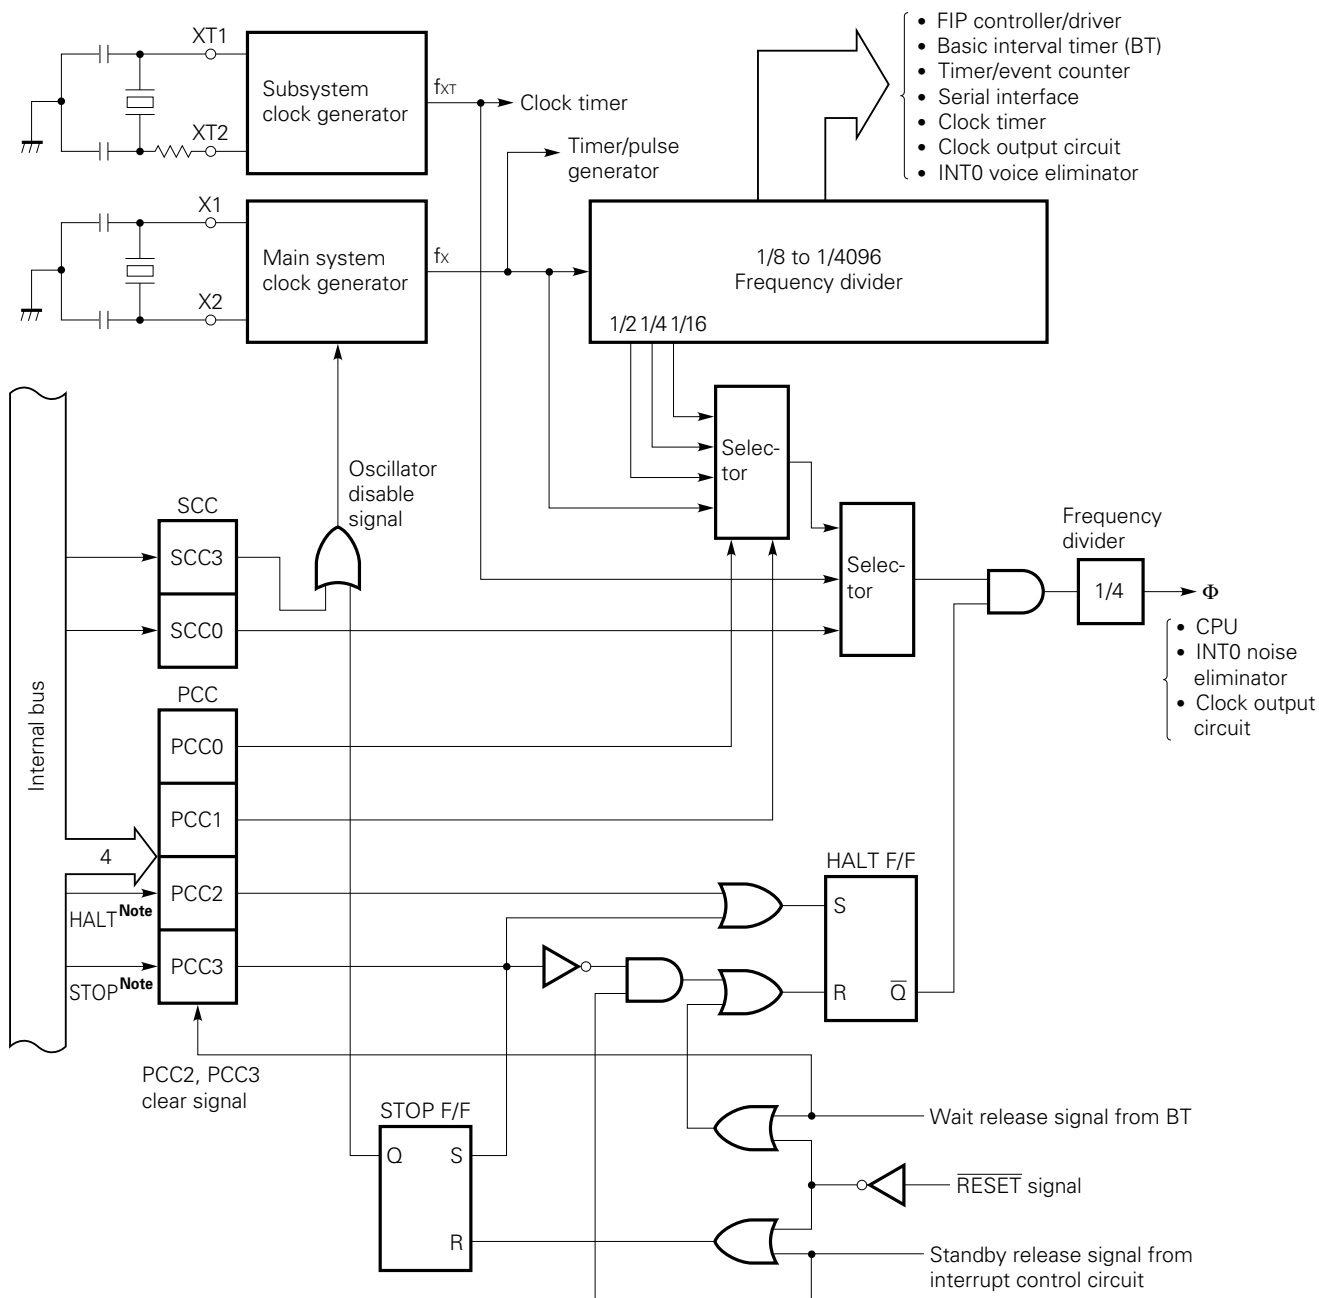 XT1
XT2
Subsystem
clock generator
fXT
Clock timer
Timer/pulse
generator
• FIP controller/driver
• Basic interval timer (BT)
• Timer/event counter
• Serial interface
• Clock timer
• Clock output circuit
• INT0 voice eliminator
X1
X2
Main system
clock generator
fX
1/8 to 1/4096
Frequency divider
1/2 1/4 1/16
Selec-
tor
Oscillator
disable
signal
SCC
SCC3
SCC0
Selec-
tor
Frequency
divider
1/4
Φ
• CPU
• INT0 noise
eliminator
• Clock output
circuit
Internal bus
PCC
PCC0
PCC1
4
PCC2
HALT Note
PCC3
STOP Note
HALT F/F
S
R
Q̅
PCC2, PCC3
clear signal
STOP F/F
Q
S
R
Wait release signal from BT
R̅E̅S̅E̅T̅ signal
Standby release signal from
interrupt control circuit